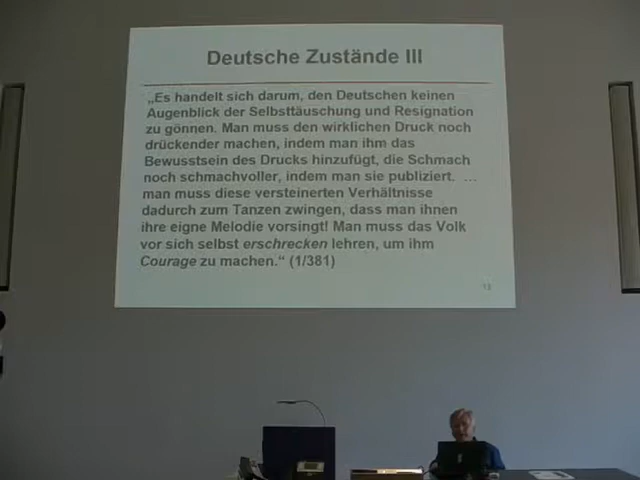 Deutsche Zustände III
„Es handelt sich darum, den Deutschen keinen
Augenblick der Selbsttäuschung und Resignation
zu gönnen. Man muss den wirklichen Druck noch
drückender machen, indem man ihm das
Bewusstsein des Drucks hinzufügt, die Schmach
noch schmachvoller, indem man sie publiziert. …
man muss diese versteinerten Verhältnisse
dadurch zum Tanzen zwingen, dass man ihnen
ihre eigne Melodie vorsingt! Man muss das Volk
vor sich selbst erschrecken lehren, um ihm
Courage zu machen.“ (1/381)